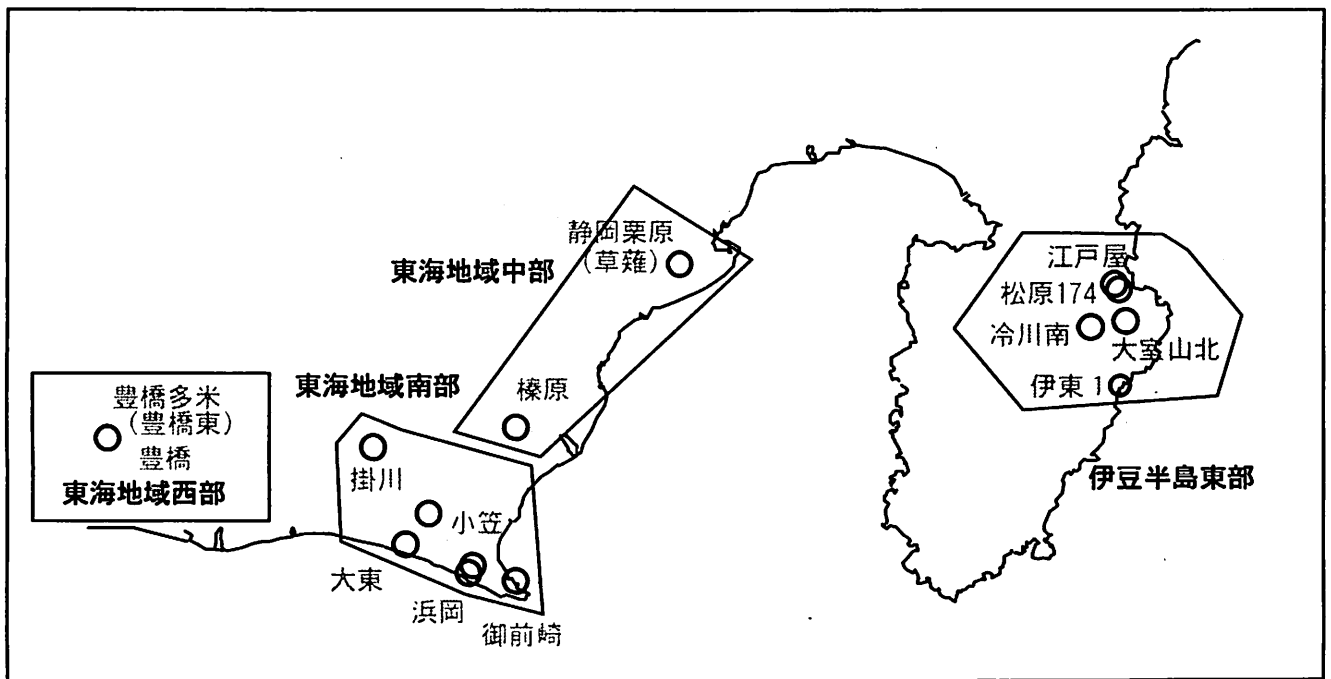 静岡栗原
(草薙)
東海地域中部
江戸屋
松原174
冷川南
大室山北
伊東1
伊豆半島東部
東海地域南部
榛原
掛川
小笠
大東
浜岡
御前崎
豊橋多米
(豊橋東)
豊橋
東海地域西部